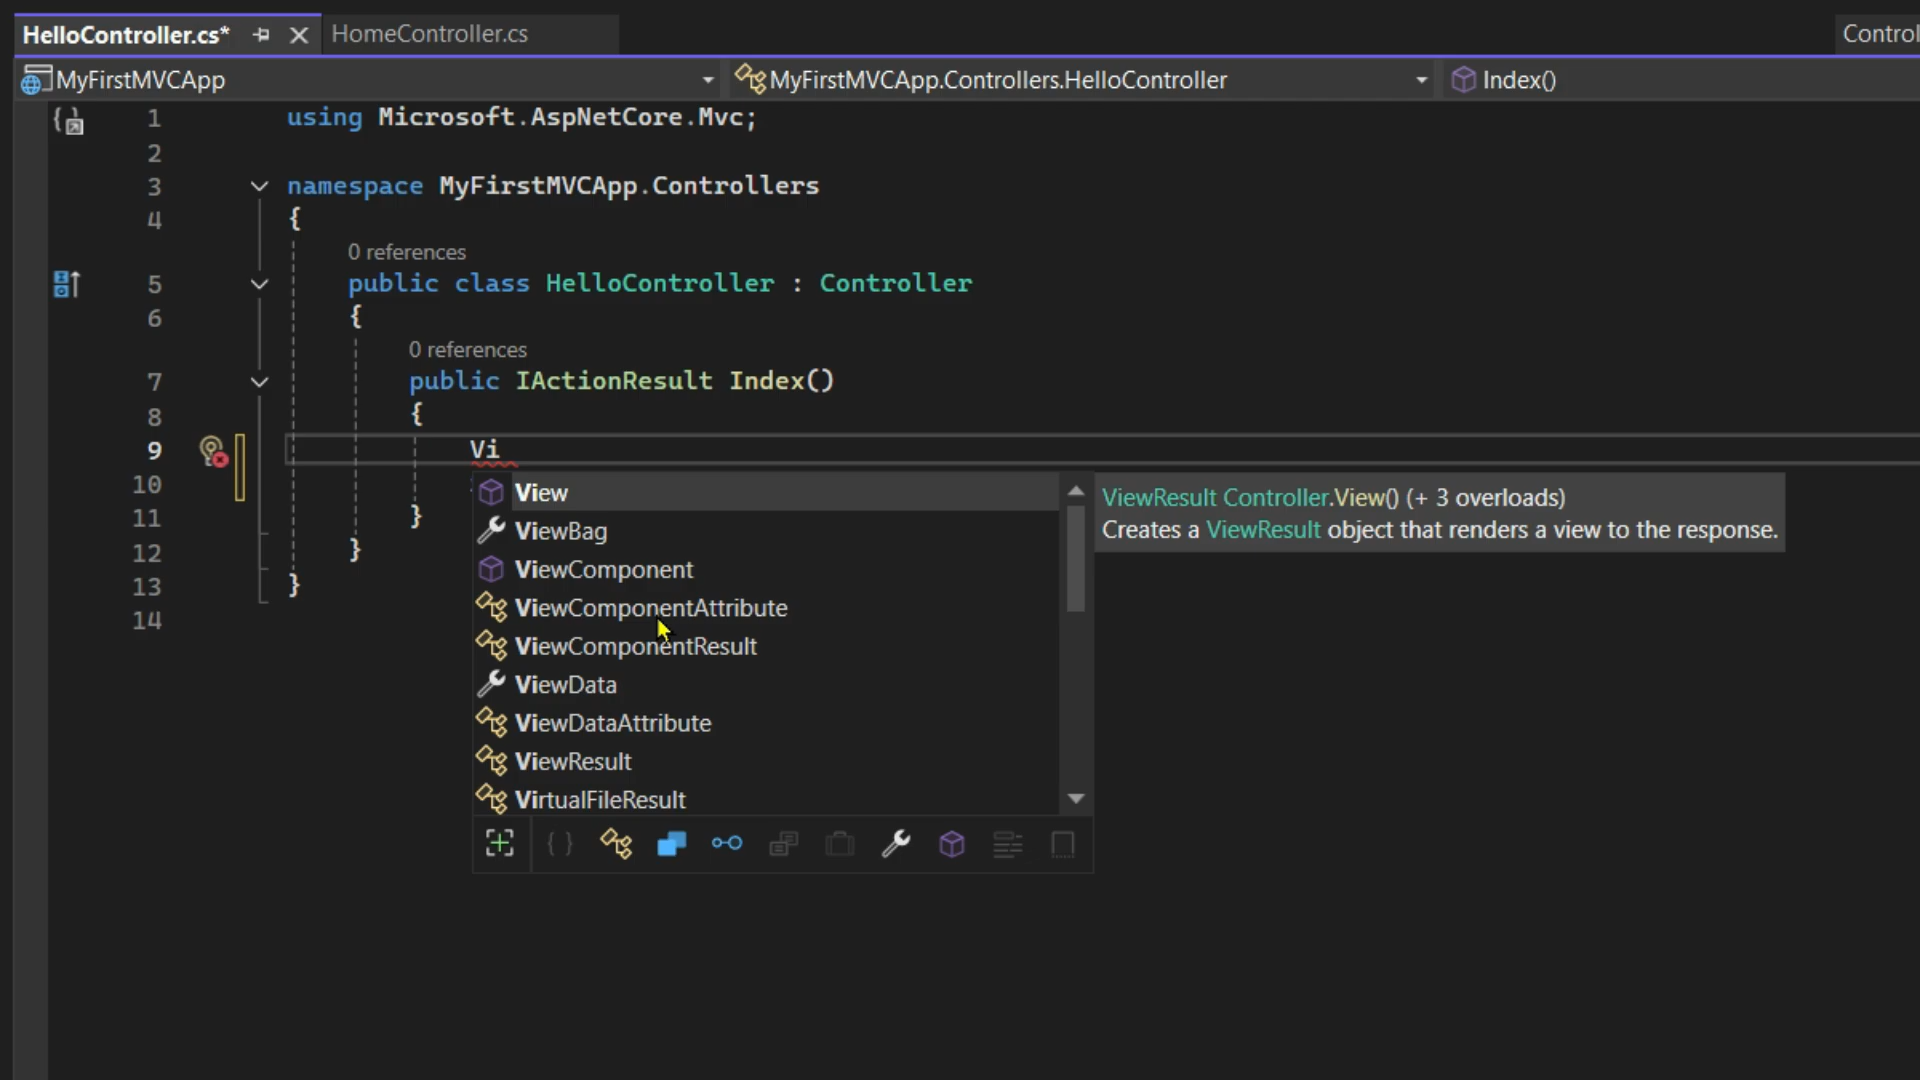 HelloController.cs*
HomeController.cs
Control
MyFirstMVCApp
MyFirstMVCApp.Controllers.HelloController
Index()
1 using Microsoft.AspNetCore.Mvc;
2
3 namespace MyFirstMVCApp.Controllers
4 {
0 references
5 public class HelloController : Controller
6 {
0 references
7 public IActionResult Index()
8 {
9 Vi
10
11 }
12 }
13 }
14
View
ViewBag
ViewComponent
ViewComponentAttribute
ViewComponentResult
ViewData
ViewDataAttribute
ViewResult
VirtualFileResult
ViewResult Controller.View() (+ 3 overloads)
Creates a ViewResult object that renders a view to the response.